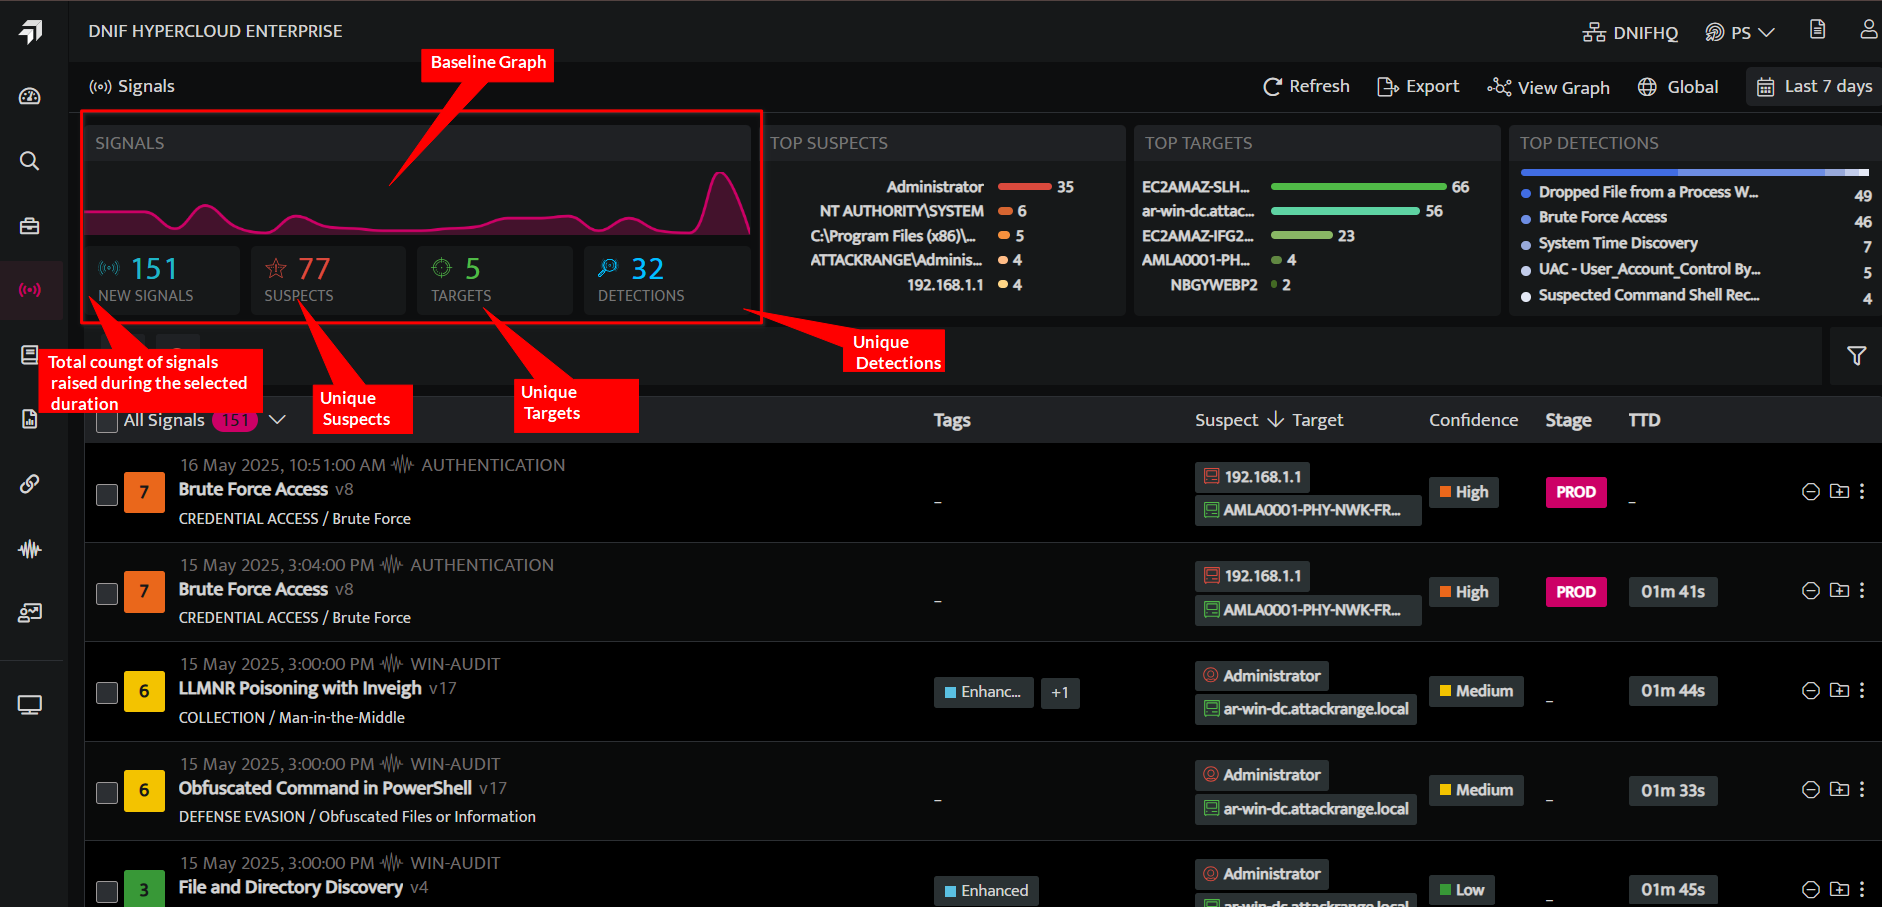 DNIF HYPERCLOUD ENTERPRISE
DNIFHQ
PS
Baseline Graph
Signals
Refresh
Export
View Graph
Global
Last 7 days
SIGNALS
151
NEW SIGNALS
77
SUSPECTS
5
TARGETS
32
DETECTIONS
TOP SUSPECTS
Administrator 35
NT AUTHORITY\SYSTEM 6
C:\Program Files (x86)\... 5
ATTACKRANGE\Adminis... 4
192.168.1.1 4
TOP TARGETS
EC2AMAZ-SLH... 66
ar-win-dc.attac... 56
EC2AMAZ-IFG2... 23
AMLA0001-PH... 4
NBGYWEBP2 2
TOP DETECTIONS
Dropped File from a Process W... 49
Brute Force Access 46
System Time Discovery 7
UAC - User_Account_Control By... 5
Suspected Command Shell Rec... 4
Total coungt of signals
raised during the selected
duration
Unique
Suspects
Unique
Targets
Unique
Detections
All Signals 151
Tags
Suspect ↓ Target
Confidence
Stage
TTD
7
16 May 2025, 10:51:00 AM AUTHENTICATION
Brute Force Access v8
CREDENTIAL ACCESS / Brute Force
–
192.168.1.1
AMLA0001-PHY-NWK-FR...
High
PROD
–
7
15 May 2025, 3:04:00 PM AUTHENTICATION
Brute Force Access v8
CREDENTIAL ACCESS / Brute Force
–
192.168.1.1
AMLA0001-PHY-NWK-FR...
High
PROD
01m 41s
6
15 May 2025, 3:00:00 PM WIN-AUDIT
LLMNR Poisoning with Inveigh v17
COLLECTION / Man-in-the-Middle
Enhanc... +1
Administrator
ar-win-dc.attackrange.local
Medium
–
01m 44s
6
15 May 2025, 3:00:00 PM WIN-AUDIT
Obfuscated Command in PowerShell v17
DEFENSE EVASION / Obfuscated Files or Information
–
Administrator
ar-win-dc.attackrange.local
Medium
–
01m 33s
3
15 May 2025, 3:00:00 PM WIN-AUDIT
File and Directory Discovery v4
Enhanced
Administrator
ar-win-dc.attackrange.local
Low
–
01m 45s